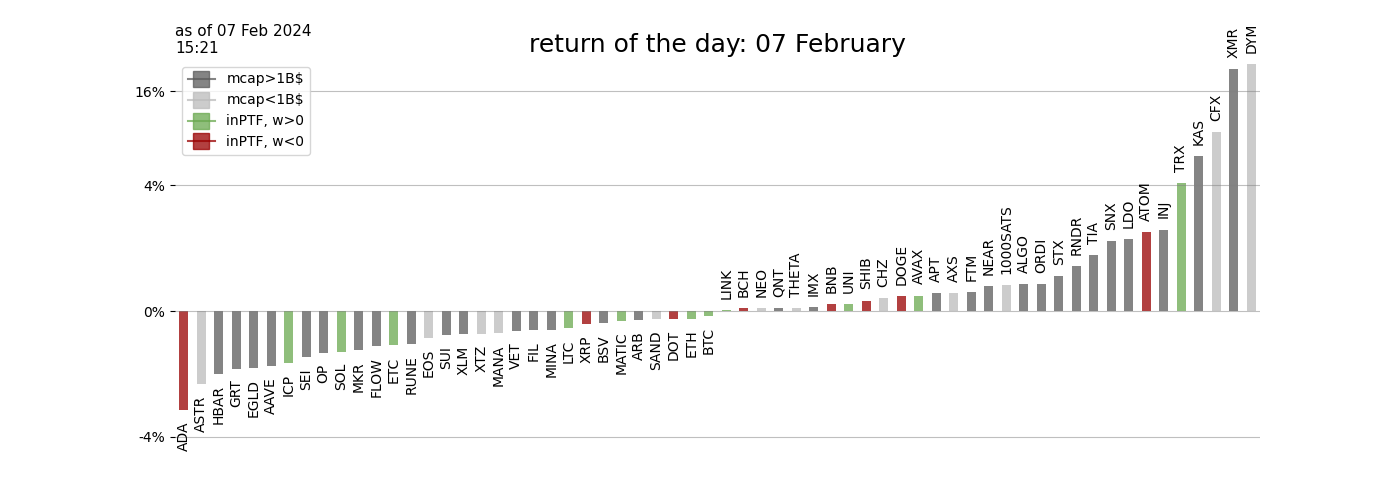 as of 07 Feb 2024
15:21
return of the day: 07 February
mcap>1B$
mcap<1B$
inPTF, w>0
inPTF, w<0
16%
4%
0%
-4%
ADA
ASTR
HBAR
GRT
EGLD
AAVE
ICP
SEI
OP
SOL
MKR
FLOW
ETC
RUNE
EOS
SUI
XLM
XTZ
MANA
VET
FIL
MINA
LTC
XRP
BSV
MATIC
ARB
SAND
DOT
ETH
BTC
LINK
BCH
NEO
QNT
THETA
IMX
BNB
UNI
SHIB
CHZ
DOGE
AVAX
APT
AXS
FTM
NEAR
1000SATS
ALGO
ORDI
STX
RNDR
TIA
SNX
LDO
ATOM
INJ
TRX
KAS
CFX
XMR
DYM